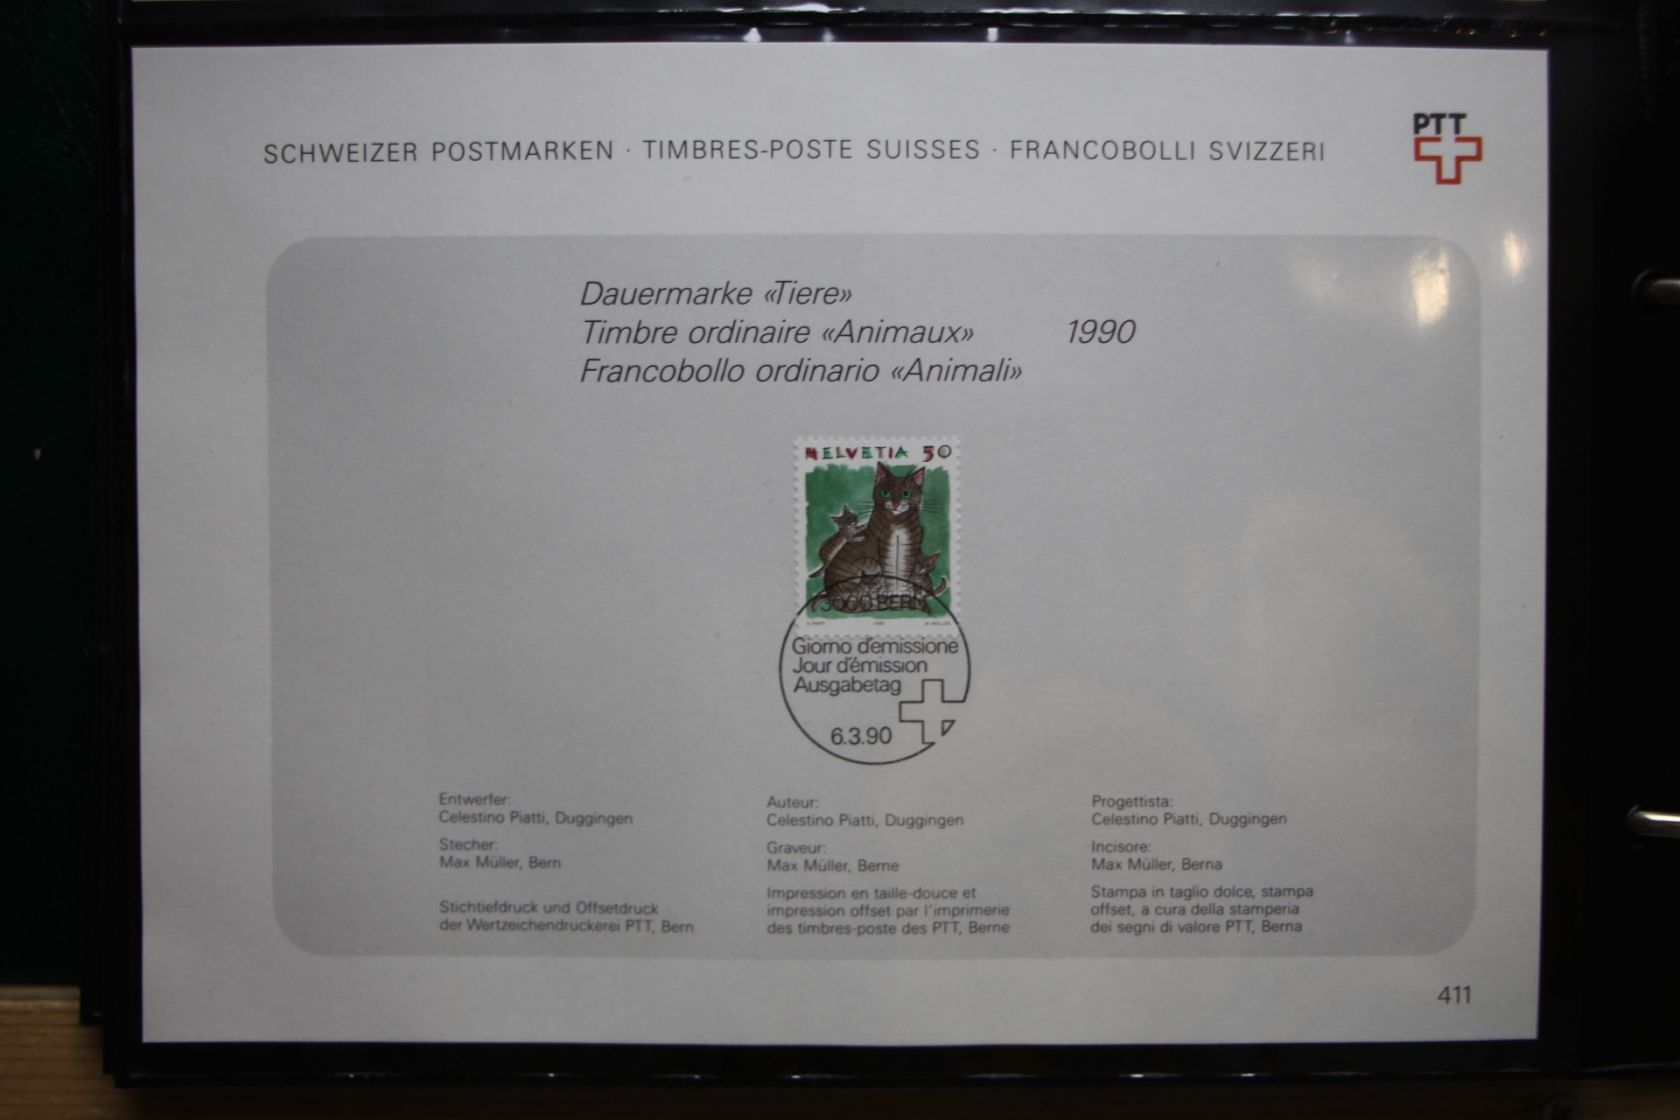 SCHWEIZER POSTMARKEN · TIMBRES-POSTE SUISSES · FRANCOBOLLI SVIZZERI
PTT
Dauermarke «Tiere»
Timbre ordinaire «Animaux» 1990
Francobollo ordinario «Animali»
HELVETIA 50
3000 BERN
Giorno d'emissione
Jour d'émission
Ausgabetag
6.3.90
Entwerfer:
Celestino Piatti, Duggingen
Stecher:
Max Müller, Bern
Stichtiefdruck und Offsetdruck
der Wertzeichendruckerei PTT, Bern
Auteur:
Celestino Piatti, Duggingen
Graveur:
Max Müller, Berne
Impression en taille-douce et
impression offset par l'imprimerie
des timbres-poste des PTT, Berne
Progettista:
Celestino Piatti, Duggingen
Incisore:
Max Müller, Berna
Stampa in taglio dolce, stampa
offset, a cura della stamperia
dei segni di valore PTT, Berna
411